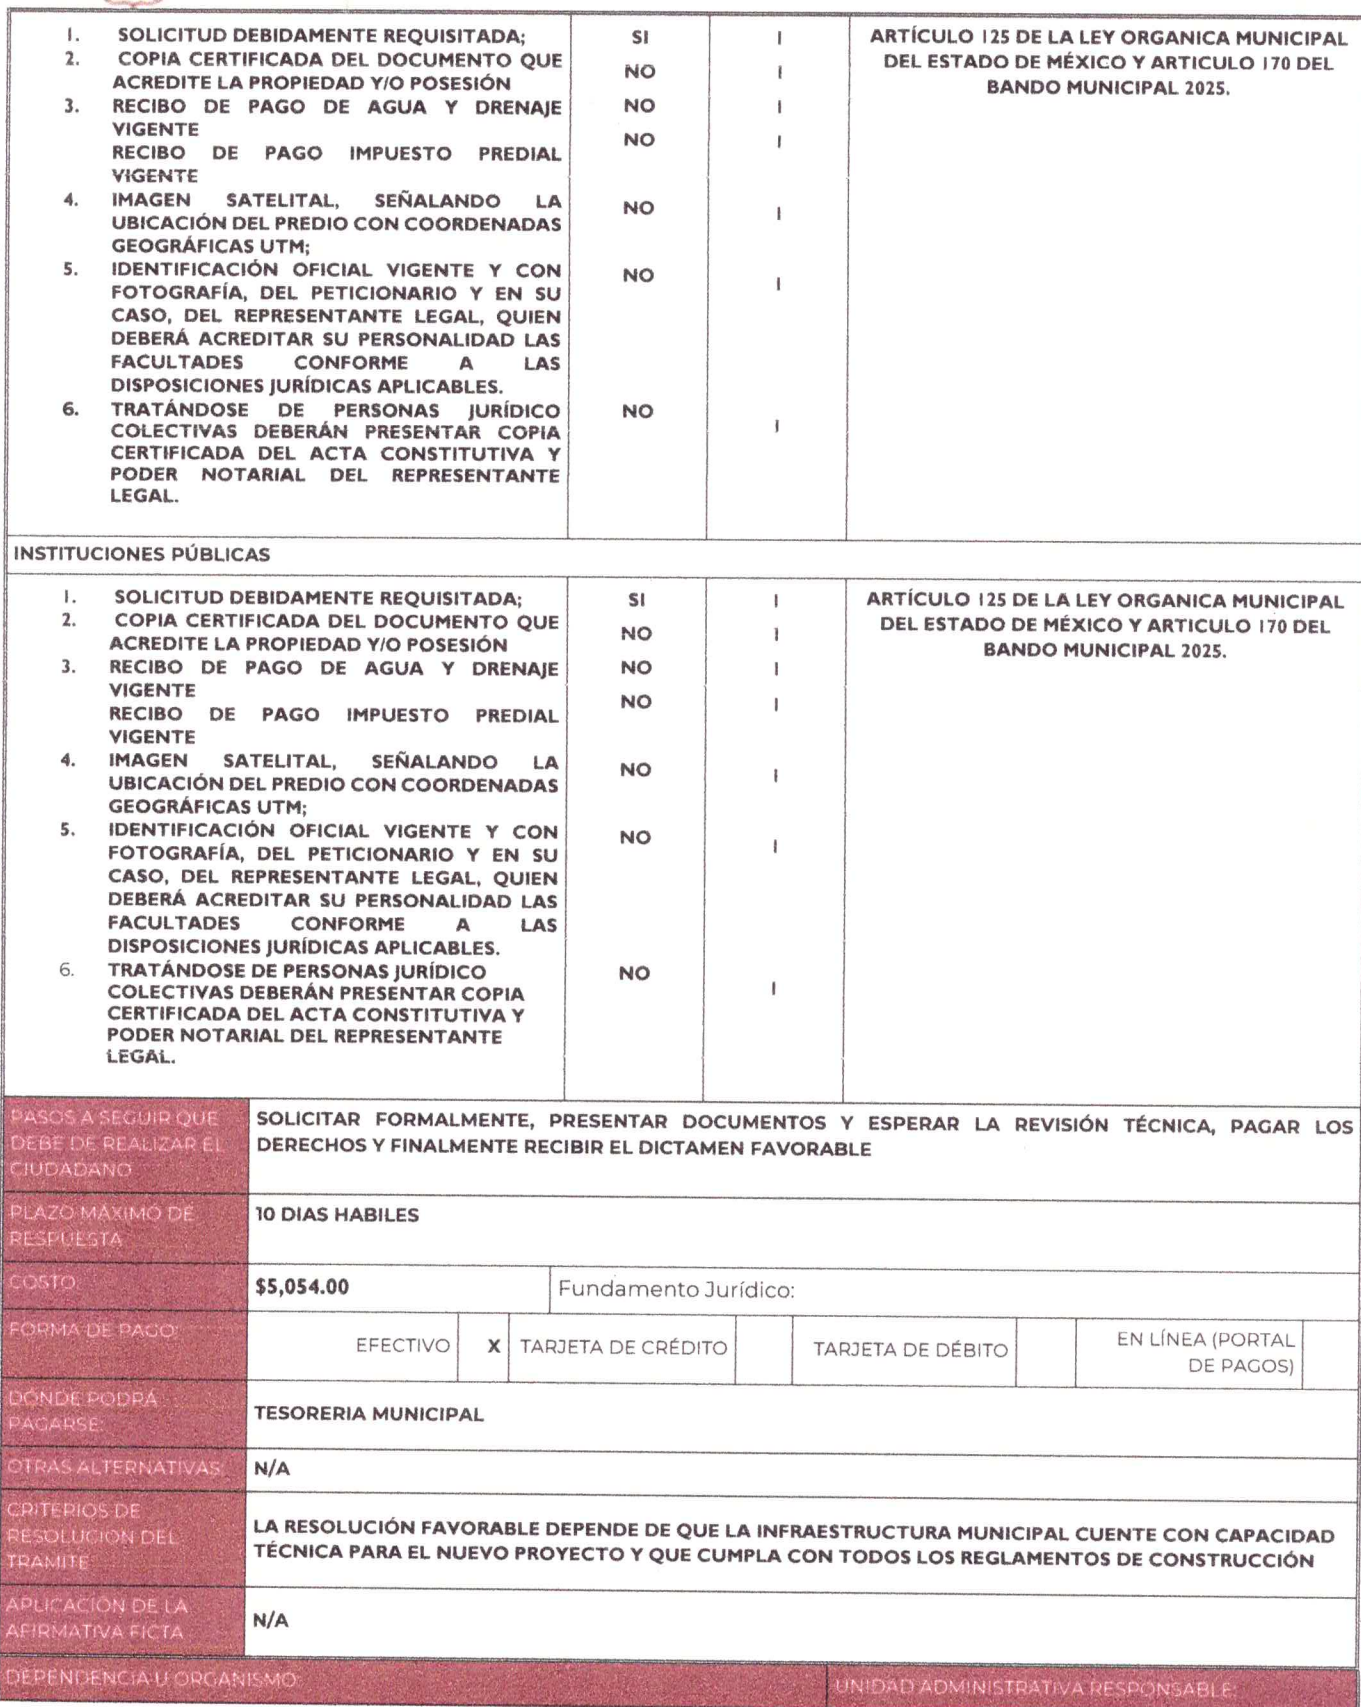 1. SOLICITUD DEBIDAMENTE REQUISITADA; SI 1 ARTÍCULO 125 DE LA LEY ORGANICA MUNICIPAL
2. COPIA CERTIFICADA DEL DOCUMENTO QUE DEL ESTADO DE MÉXICO Y ARTICULO 170 DEL
ACREDITE LA PROPIEDAD Y/O POSESIÓN NO 1 BANDO MUNICIPAL 2025.
3. RECIBO DE PAGO DE AGUA Y DRENAJE NO 1
VIGENTE NO 1
RECIBO DE PAGO IMPUESTO PREDIAL
VIGENTE
4. IMAGEN SATELITAL, SEÑALANDO LA NO 1
UBICACIÓN DEL PREDIO CON COORDENADAS
GEOGRÁFICAS UTM;
5. IDENTIFICACIÓN OFICIAL VIGENTE Y CON NO 1
FOTOGRAFÍA, DEL PETICIONARIO Y EN SU
CASO, DEL REPRESENTANTE LEGAL, QUIEN
DEBERÁ ACREDITAR SU PERSONALIDAD LAS
FACULTADES CONFORME A LAS
DISPOSICIONES JURÍDICAS APLICABLES.
6. TRATÁNDOSE DE PERSONAS JURÍDICO NO 1
COLECTIVAS DEBERÁN PRESENTAR COPIA
CERTIFICADA DEL ACTA CONSTITUTIVA Y
PODER NOTARIAL DEL REPRESENTANTE
LEGAL.
INSTITUCIONES PÚBLICAS
1. SOLICITUD DEBIDAMENTE REQUISITADA; SI 1 ARTÍCULO 125 DE LA LEY ORGANICA MUNICIPAL
2. COPIA CERTIFICADA DEL DOCUMENTO QUE DEL ESTADO DE MÉXICO Y ARTICULO 170 DEL
ACREDITE LA PROPIEDAD Y/O POSESIÓN NO 1 BANDO MUNICIPAL 2025.
3. RECIBO DE PAGO DE AGUA Y DRENAJE NO 1
VIGENTE NO 1
RECIBO DE PAGO IMPUESTO PREDIAL
VIGENTE
4. IMAGEN SATELITAL, SEÑALANDO LA NO 1
UBICACIÓN DEL PREDIO CON COORDENADAS
GEOGRÁFICAS UTM;
5. IDENTIFICACIÓN OFICIAL VIGENTE Y CON NO 1
FOTOGRAFÍA, DEL PETICIONARIO Y EN SU
CASO, DEL REPRESENTANTE LEGAL, QUIEN
DEBERÁ ACREDITAR SU PERSONALIDAD LAS
FACULTADES CONFORME A LAS
DISPOSICIONES JURÍDICAS APLICABLES.
6. TRATÁNDOSE DE PERSONAS JURÍDICO NO 1
COLECTIVAS DEBERÁN PRESENTAR COPIA
CERTIFICADA DEL ACTA CONSTITUTIVA Y
PODER NOTARIAL DEL REPRESENTANTE
LEGAL.
PASOS A SEGUIR QUE
DEBE DE REALIZAR EL
CIUDADANO
SOLICITAR FORMALMENTE, PRESENTAR DOCUMENTOS Y ESPERAR LA REVISIÓN TÉCNICA, PAGAR LOS
DERECHOS Y FINALMENTE RECIBIR EL DICTAMEN FAVORABLE
PLAZO MÁXIMO DE
RESPUESTA
10 DIAS HABILES
COSTO: $5,054.00 Fundamento Jurídico:
FORMA DE PAGO: EFECTIVO X TARJETA DE CRÉDITO TARJETA DE DÉBITO EN LÍNEA (PORTAL
DE PAGOS)
DÓNDE PODRÁ
PAGARSE:
TESORERIA MUNICIPAL
OTRAS ALTERNATIVAS: N/A
CRITERIOS DE
RESOLUCIÓN DEL
TRAMITE
LA RESOLUCIÓN FAVORABLE DEPENDE DE QUE LA INFRAESTRUCTURA MUNICIPAL CUENTE CON CAPACIDAD
TÉCNICA PARA EL NUEVO PROYECTO Y QUE CUMPLA CON TODOS LOS REGLAMENTOS DE CONSTRUCCIÓN
APLICACIÓN DE LA
AFIRMATIVA FICTA
N/A
DEPENDENCIA U ORGANISMO: UNIDAD ADMINISTRATIVA RESPONSABLE: